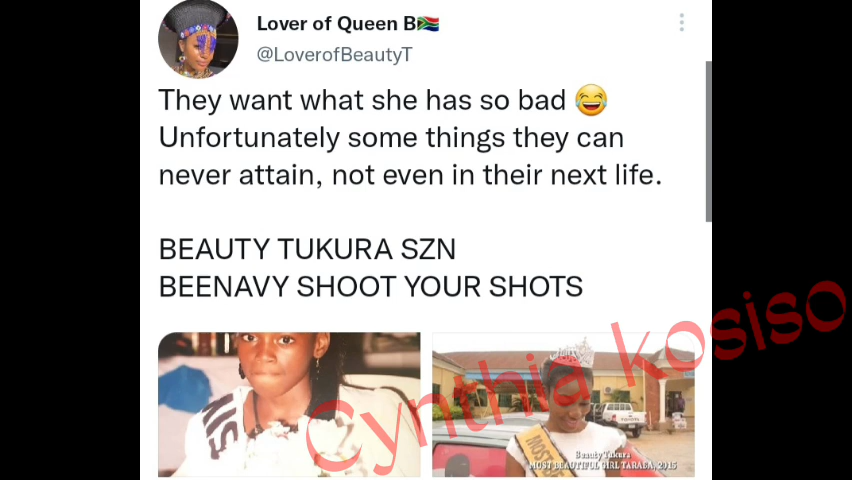 Lover of Queen B🇿🇦
@LoverofBeautyT
They want what she has so bad 😂
Unfortunately some things they can
never attain, not even in their next life.
BEAUTY TUKURA SZN
BEENAVY SHOOT YOUR SHOTS
Cynthia kosiso
MOST
Beauty Tukura
MOST BEAUTIFUL GIRL TARABA, 2015